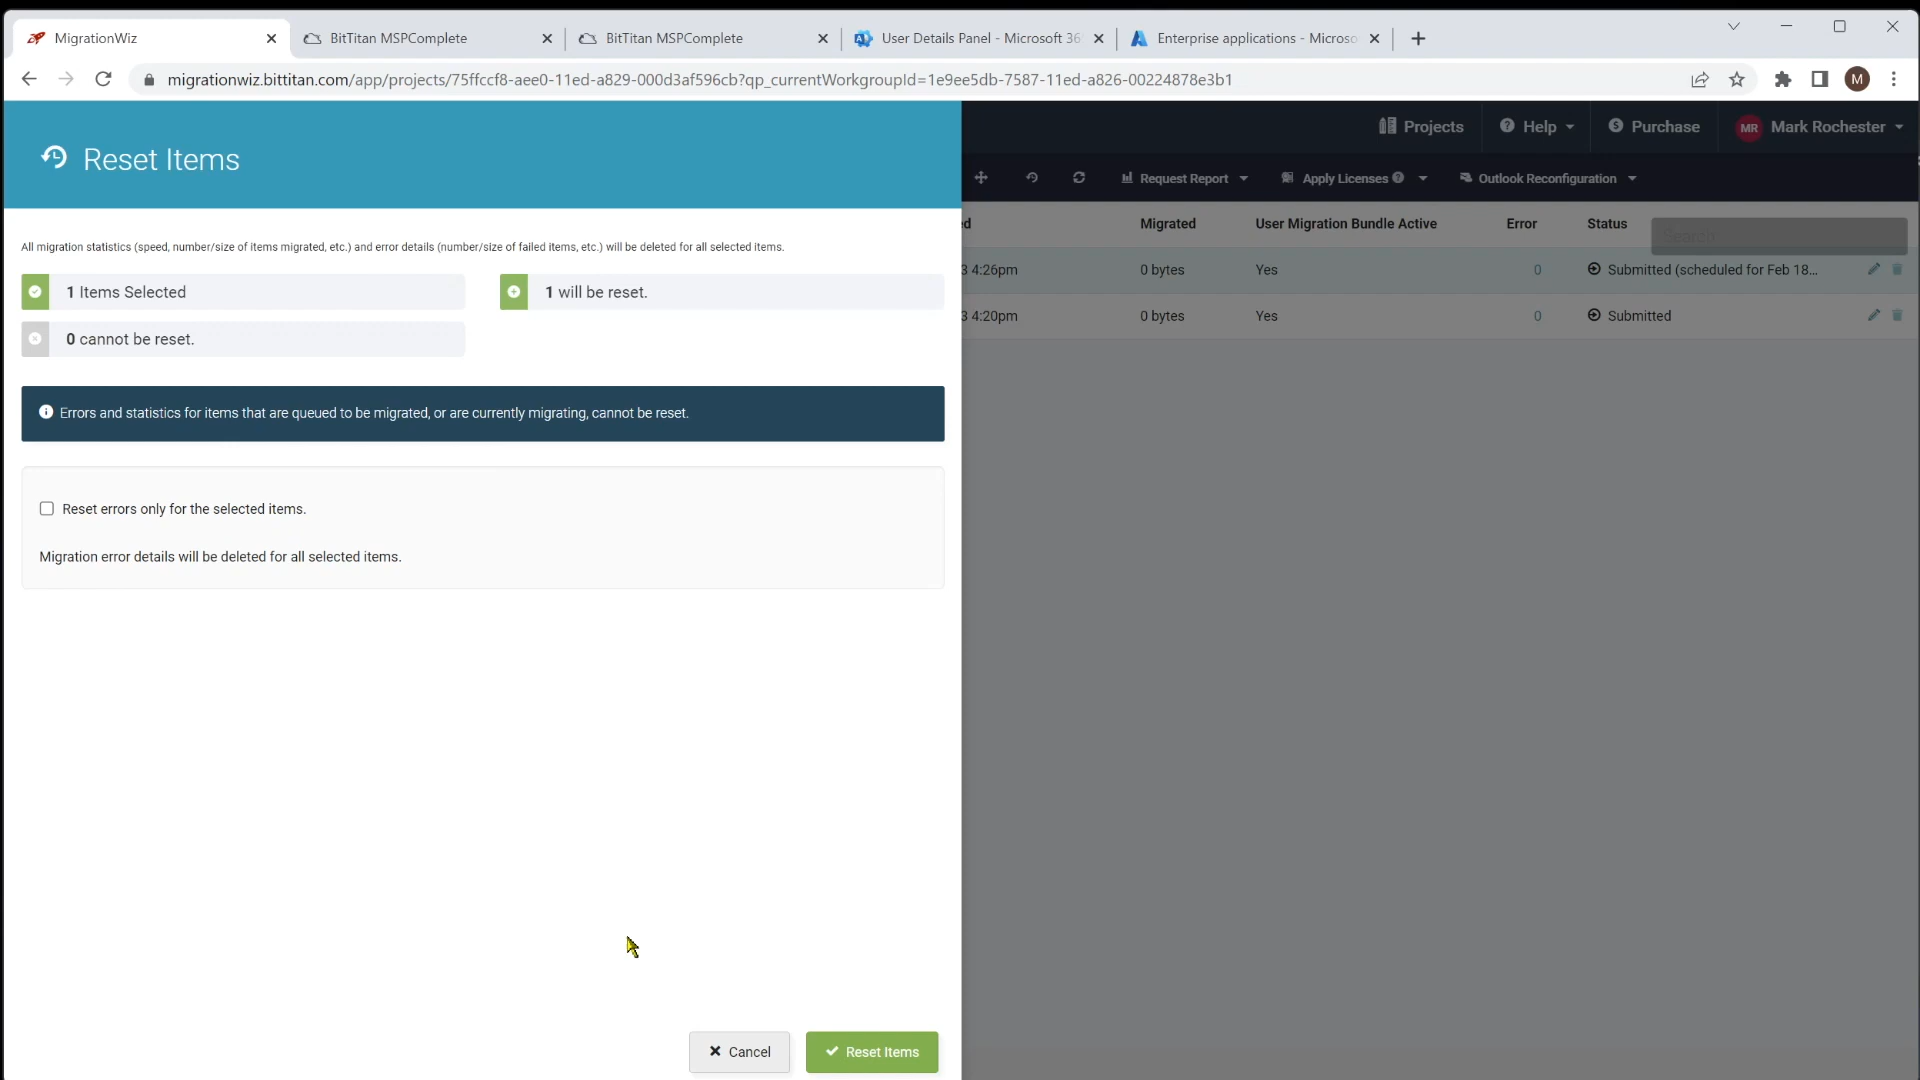 MigrationWiz
BitTitan MSPComplete
BitTitan MSPComplete
User Details Panel - Microsoft 36
Enterprise applications - Microso
migrationwiz.bittitan.com/app/projects/75ffccf8-aee0-11ed-a829-000d3af596cb?qp_currentWorkgroupId=1e9ee5db-7587-11ed-a826-00224878e3b1
M
Reset Items
Projects
Help
Purchase
MR Mark Rochester
Request Report
Apply Licenses
Outlook Reconfiguration
ed Migrated User Migration Bundle Active Error Status
Search
3 4:26pm 0 bytes Yes 0 Submitted (scheduled for Feb 18...
3 4:20pm 0 bytes Yes 0 Submitted
All migration statistics (speed, number/size of items migrated, etc.) and error details (number/size of failed items, etc.) will be deleted for all selected items.
1 Items Selected
1 will be reset.
0 cannot be reset.
Errors and statistics for items that are queued to be migrated, or are currently migrating, cannot be reset.
Reset errors only for the selected items.
Migration error details will be deleted for all selected items.
Cancel
Reset Items